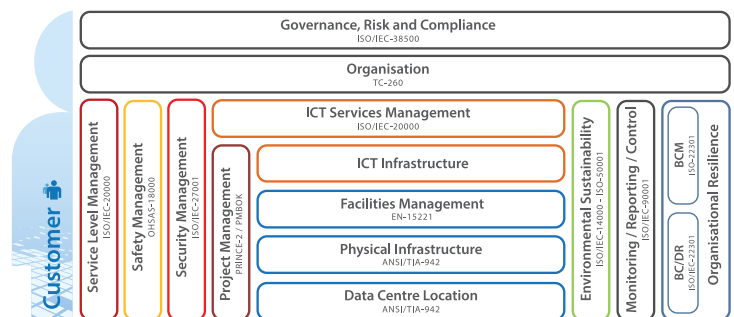 Governance, Risk and Compliance
ISO/IEC-38500
Organisation
TC-260
Customer
Service Level Management
ISO/IEC-20000
Safety Management
OHSAS-18000
Security Management
ISO/IEC-27001
ICT Services Management
ISO/IEC-20000
Project Management
PRINCE-2 / PMBOK
ICT Infrastructure
Facilities Management
EN-15221
Physical Infrastructure
ANSI/TIA-942
Data Centre Location
ANSI/TIA-942
Environmental Sustainability
ISO/IEC-14000 - ISO-50001
Monitoring / Reporting / Control
ISO/IEC-90001
BCM
ISO-22301
BC/DR
ISO/IEC-22301
Organisational Resilience